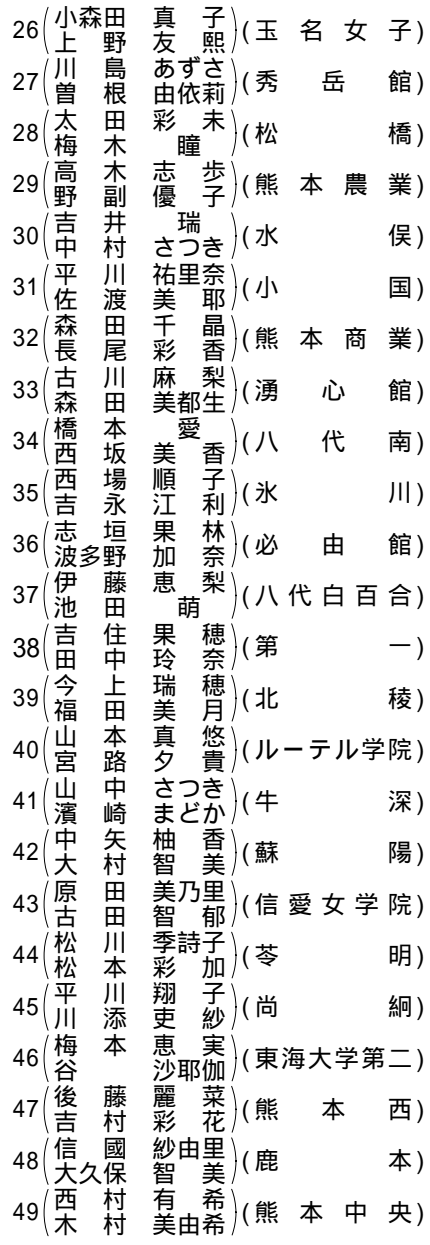 26(小森田 真子 (玉名女子)
上野友熙)
27(川島あずさ (秀岳館)
曽根由依莉)
28(太田彩未 (松橋)
梅木瞳)
29(高木志歩 (熊本農業)
野副優子)
30(吉井瑞 (水俣)
中村さつき)
31(平川祐里奈 (小国)
佐渡美耶)
32(森田千晶 (熊本商業)
長尾彩香)
33(古川麻梨 (湧心館)
森田美都生)
34(橋本愛 (八代南)
西坂美香)
35(西場順子 (氷川)
吉永江利)
36(志垣果林 (必由館)
波多野加奈)
37(伊藤恵梨 (八代白百合)
池田萌)
38(吉住果穂 (第一)
田中玲奈)
39(今上瑞穂 (北稜)
福田美月)
40(山本真悠 (ルーテル学院)
宮路夕貴)
41(山中さつき (牛深)
濱崎まどか)
42(中矢柚香 (蘇陽)
大村智美)
43(原田美乃里 (信愛女学院)
古田智郁)
44(松川季詩子 (苓明)
松本彩加)
45(平川翔子 (尚絅)
川添吏紗)
46(梅本恵実 (東海大学第二)
谷沙耶伽)
47(後藤麗菜 (熊本西)
吉村彩花)
48(信國紗由里 (鹿本)
大久保智美)
49(西村有希 (熊本中央)
木村美由希)